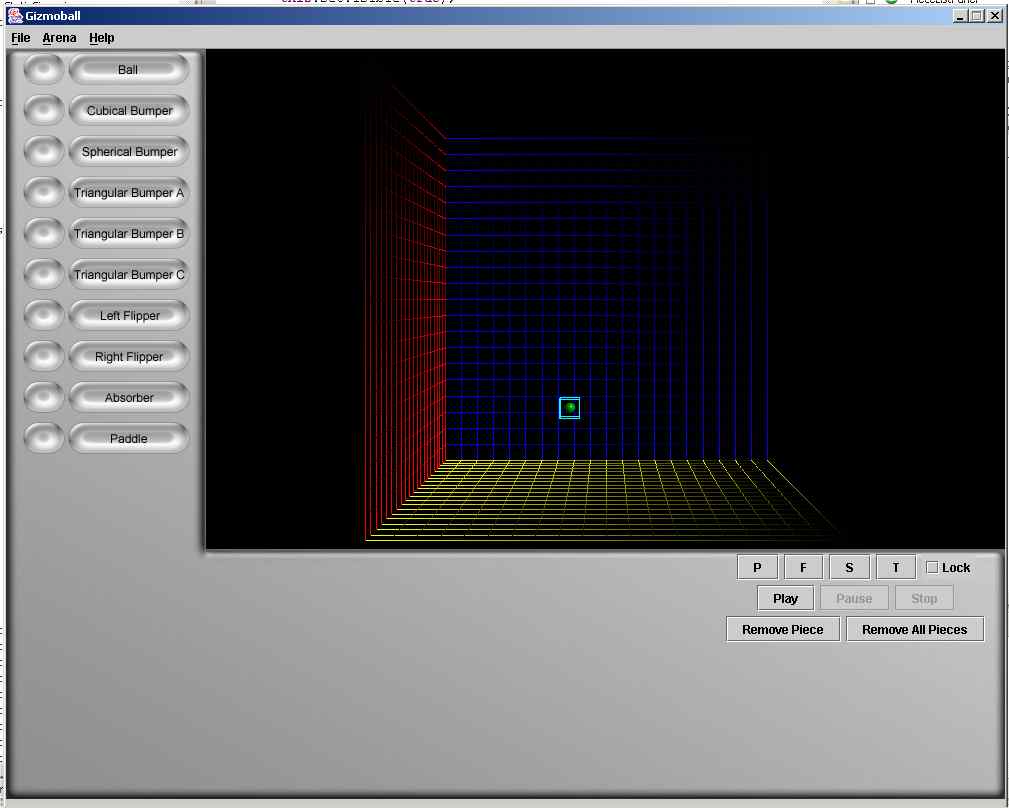 Gizmoball
File Arena Help
Ball
Cubical Bumper
Spherical Bumper
Triangular Bumper A
Triangular Bumper B
Triangular Bumper C
Left Flipper
Right Flipper
Absorber
Paddle
P F S T Lock
Play Pause Stop
Remove Piece Remove All Pieces